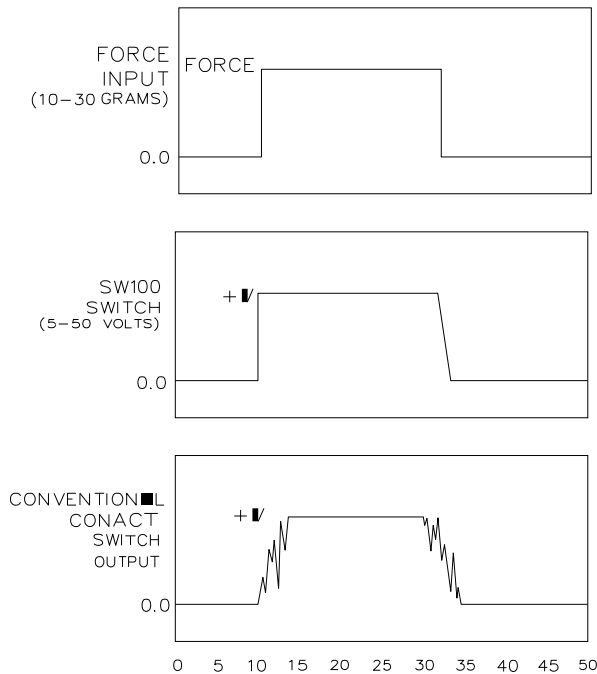 FORCE
INPUT
(10-30 GRAMS)
FORCE
0.0
SW100
SWITCH
(5-50 VOLTS)
+
0.0
CONACT
SWITCH
OUTPUT
+
0.0
0 5 10 15 20 25 30 35 40 45 50